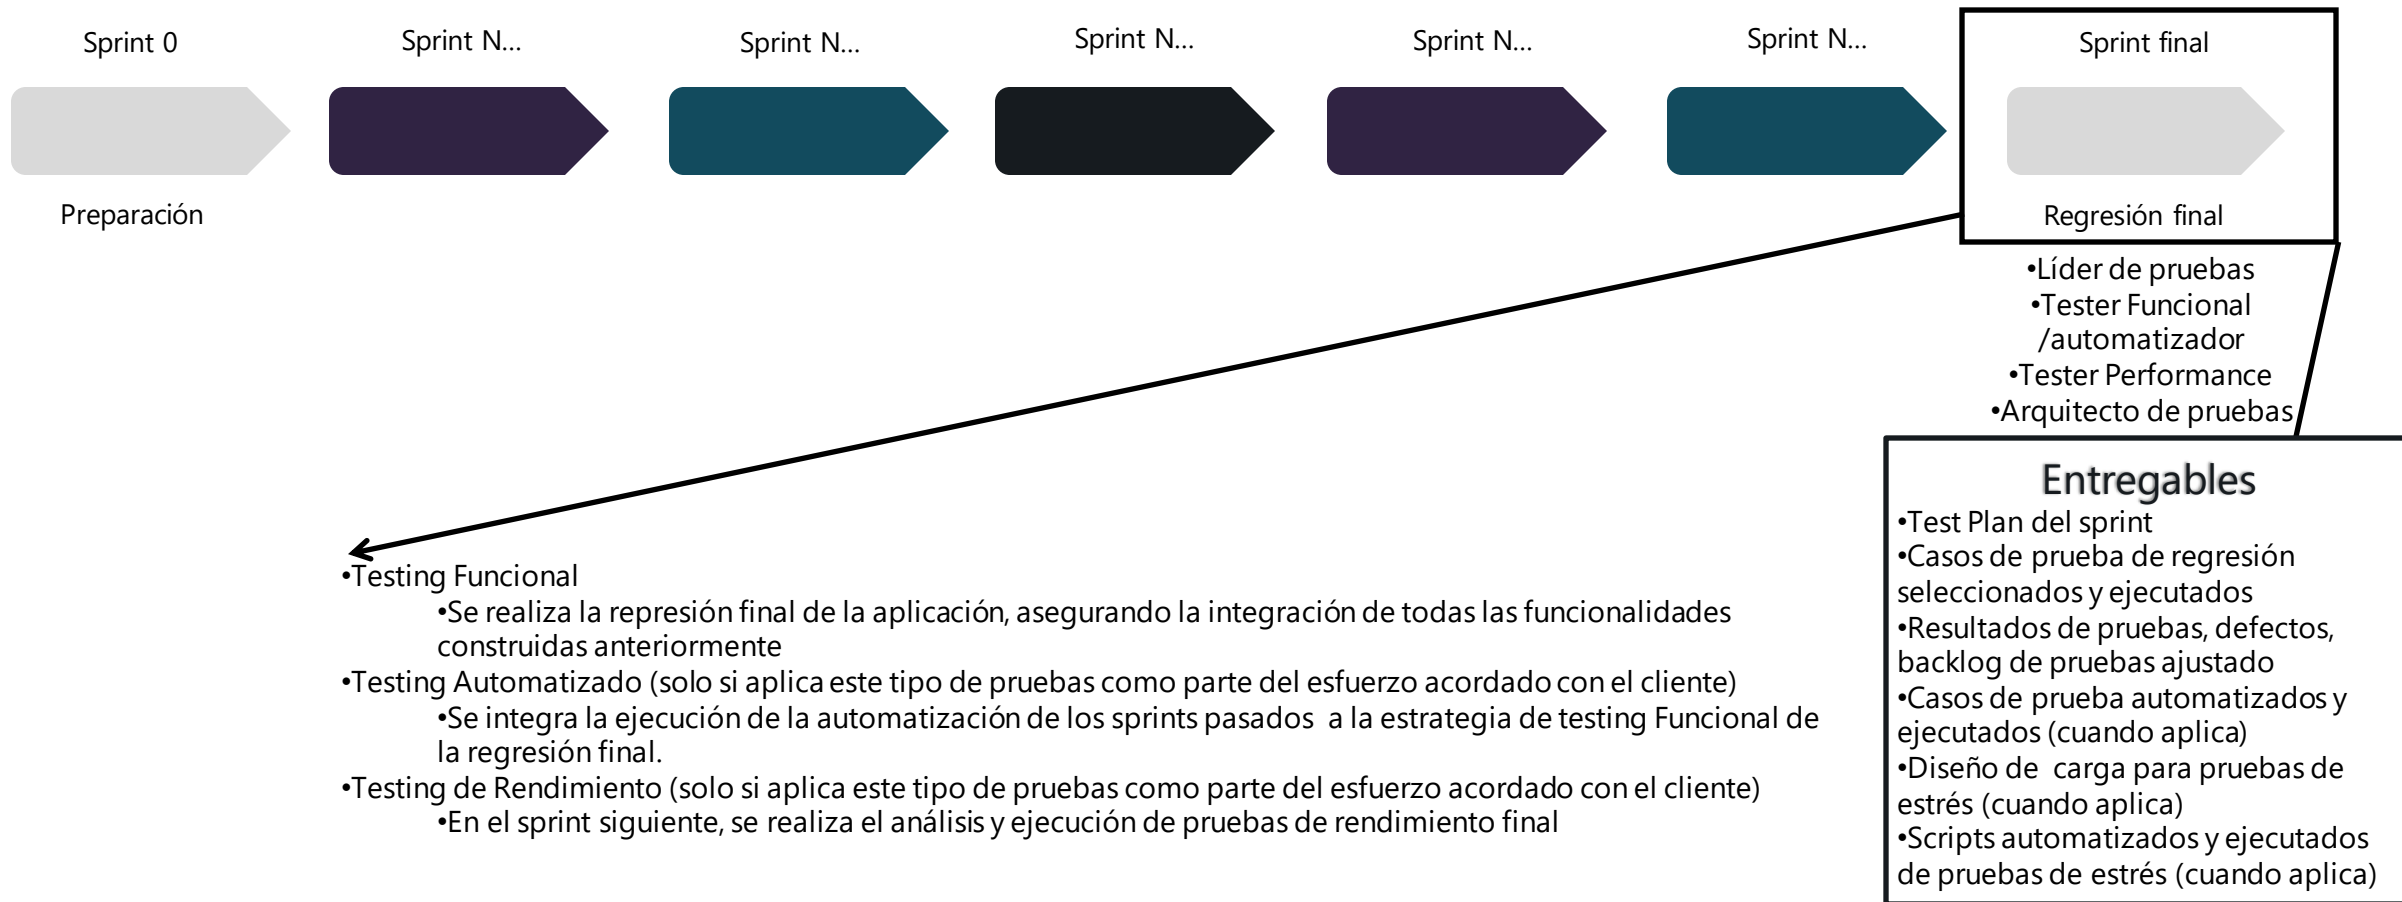 Sprint 0
Sprint N...
Sprint N...
Sprint N...
Sprint N...
Sprint N...
Sprint final
Preparación
Regresión final
•Líder de pruebas
•Tester Funcional
/automatizador
•Tester Performance
•Arquitecto de pruebas
•Testing Funcional
•Se realiza la represión final de la aplicación, asegurando la integración de todas las funcionalidades
construidas anteriormente
•Testing Automatizado (solo si aplica este tipo de pruebas como parte del esfuerzo acordado con el cliente)
•Se integra la ejecución de la automatización de los sprints pasados a la estrategia de testing Funcional de
la regresión final.
•Testing de Rendimiento (solo si aplica este tipo de pruebas como parte del esfuerzo acordado con el cliente)
•En el sprint siguiente, se realiza el análisis y ejecución de pruebas de rendimiento final
Entregables
•Test Plan del sprint
•Casos de prueba de regresión
seleccionados y ejecutados
•Resultados de pruebas, defectos,
backlog de pruebas ajustado
•Casos de prueba automatizados y
ejecutados (cuando aplica)
•Diseño de carga para pruebas de
estrés (cuando aplica)
•Scripts automatizados y ejecutados
de pruebas de estrés (cuando aplica)